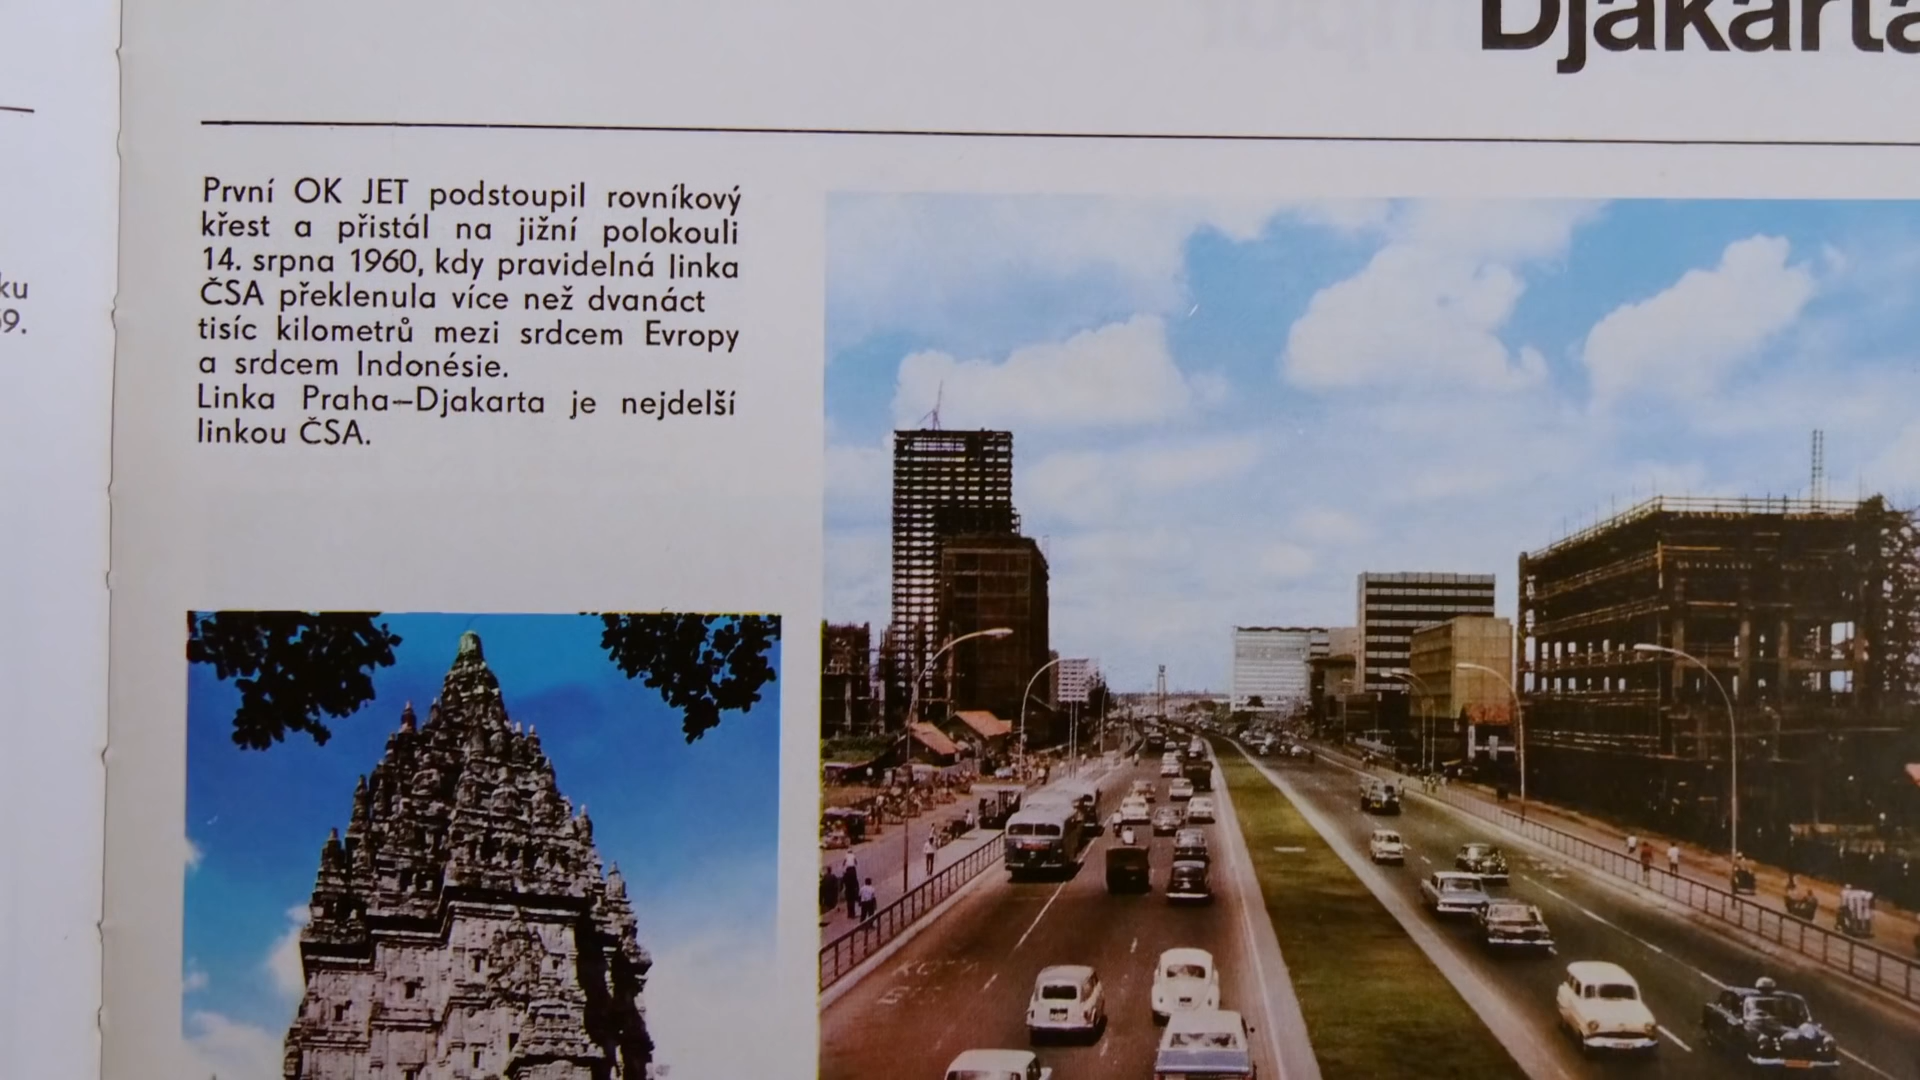 Djakarta
První OK JET podstoupil rovníkový
křest a přistál na jižní polokouli
14. srpna 1960, kdy pravidelná linka
ČSA překlenula více než dvanáct
tisíc kilometrů mezi srdcem Evropy
a srdcem Indonésie.
Linka Praha–Djakarta je nejdelší
linkou ČSA.
ku
9.